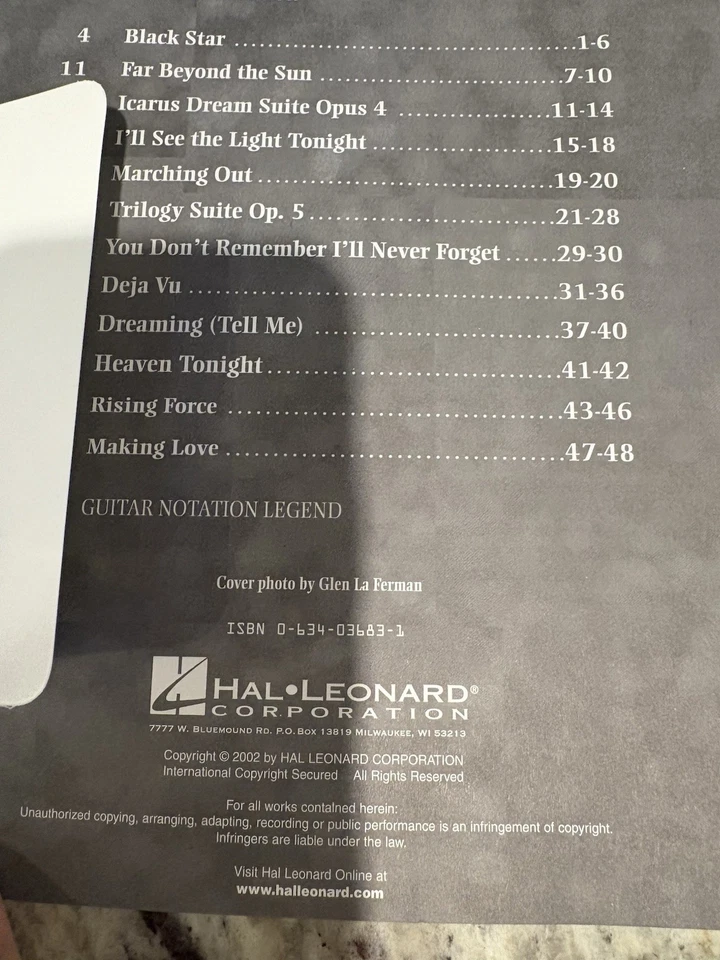 4 Black Star ........................................1-6
11 Far Beyond the Sun .............................7-10
Icarus Dream Suite Opus 4 ..................11-14
I'll See the Light Tonight .....................15-18
Marching Out ...................................19-20
Trilogy Suite Op. 5.............................21-28
You Don't Remember I'll Never Forget ......29-30
Deja Vu ..........................................31-36
Dreaming (Tell Me) ............................37-40
Heaven Tonight..................................41-42
Rising Force .....................................43-46
Making Love .....................................47-48
GUITAR NOTATION LEGEND
Cover photo by Glen La Ferman
ISBN 0-634-03683-1
HAL•LEONARD®
CORPORATION
7777 W. BLUEMOUND RD. P.O. BOX 13819 MILWAUKEE, WI 53213
Copyright © 2002 by HAL LEONARD CORPORATION
International Copyright Secured All Rights Reserved
For all works contained herein:
Unauthorized copying, arranging, adapting, recording or public performance is an infringement of copyright.
Infringers are liable under the law.
Visit Hal Leonard Online at
www.halleonard.com